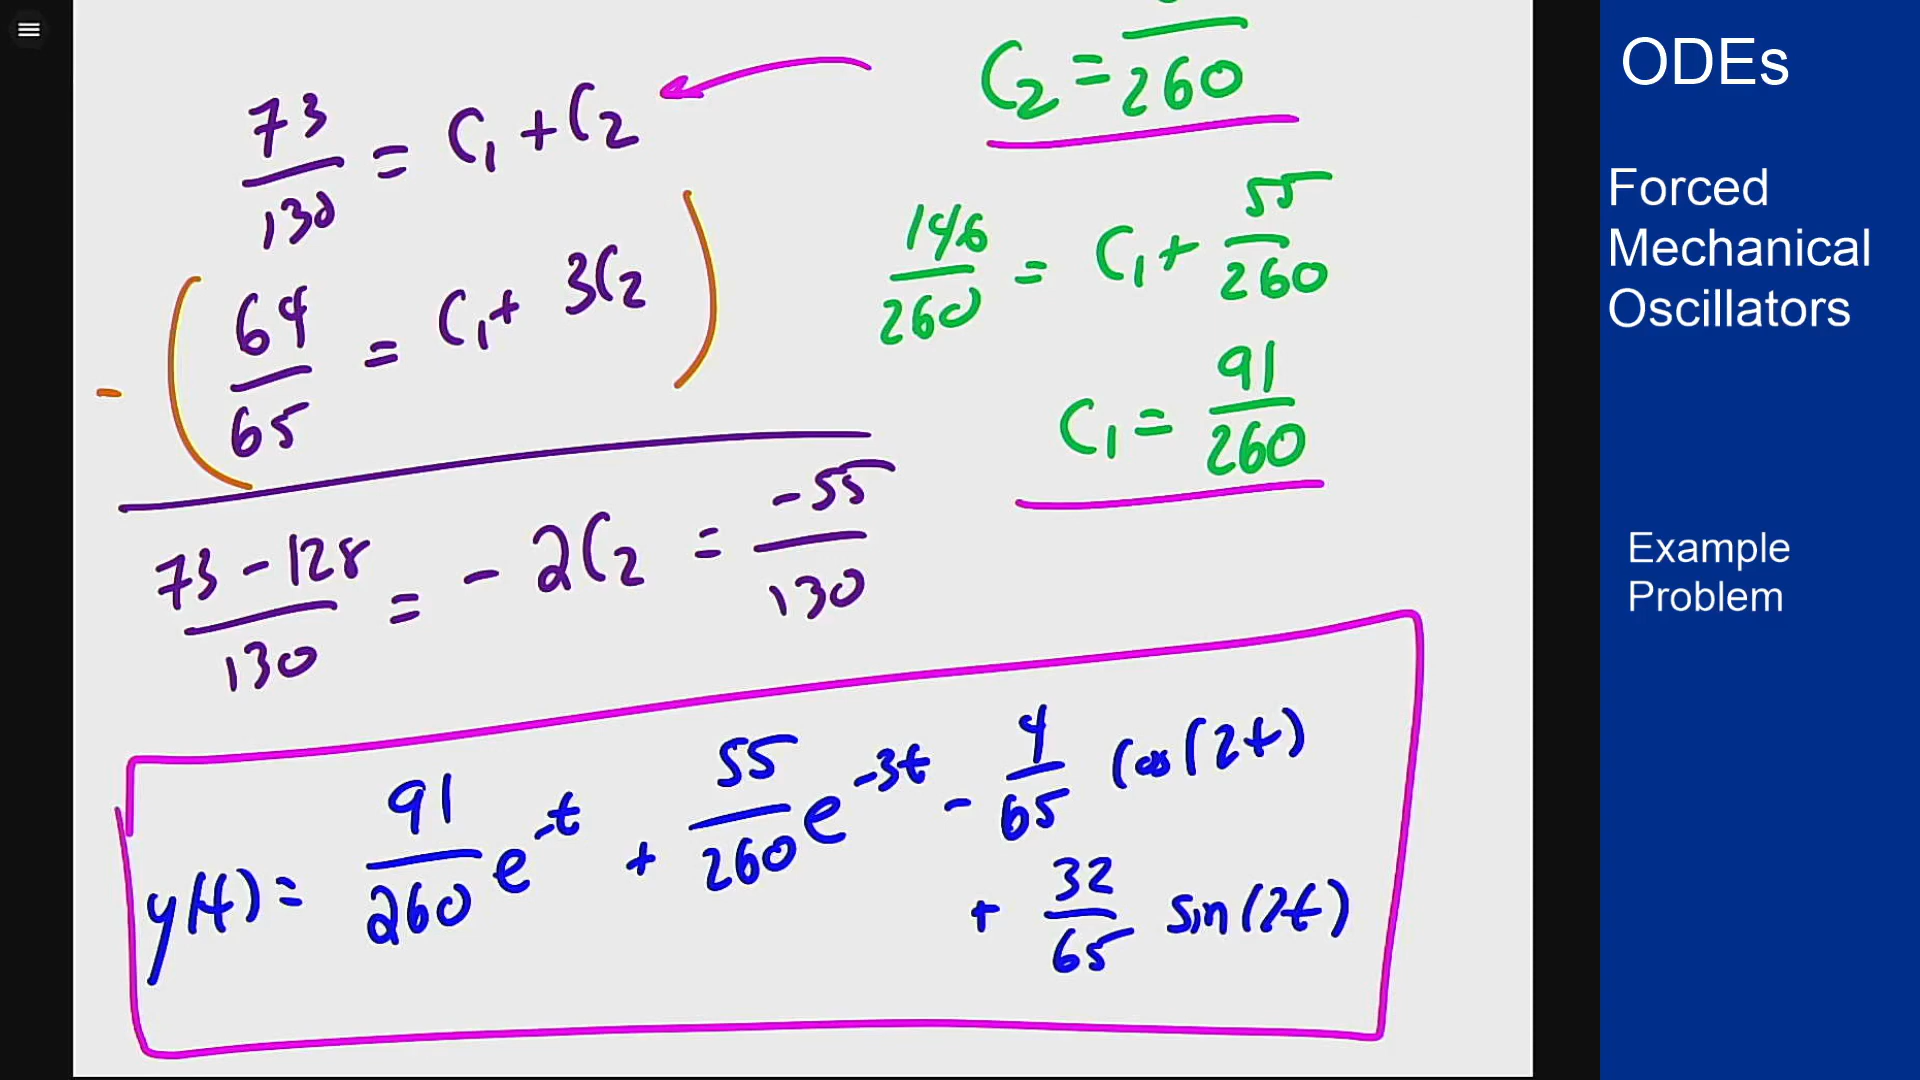 73/130 = C₁ + C₂
- (64/65 = C₁ + 3C₂)
73 - 128/130 = - 2C₂ = -55/130
C₂ = /260
146/260 = C₁ + 55/260
C₁ = 91/260
y(t) = 91/260 e^-t + 55/260 e^-3t - 4/65 cos(2t)
+ 32/65 sin(2t)
ODEs
Forced
Mechanical
Oscillators
Example
Problem